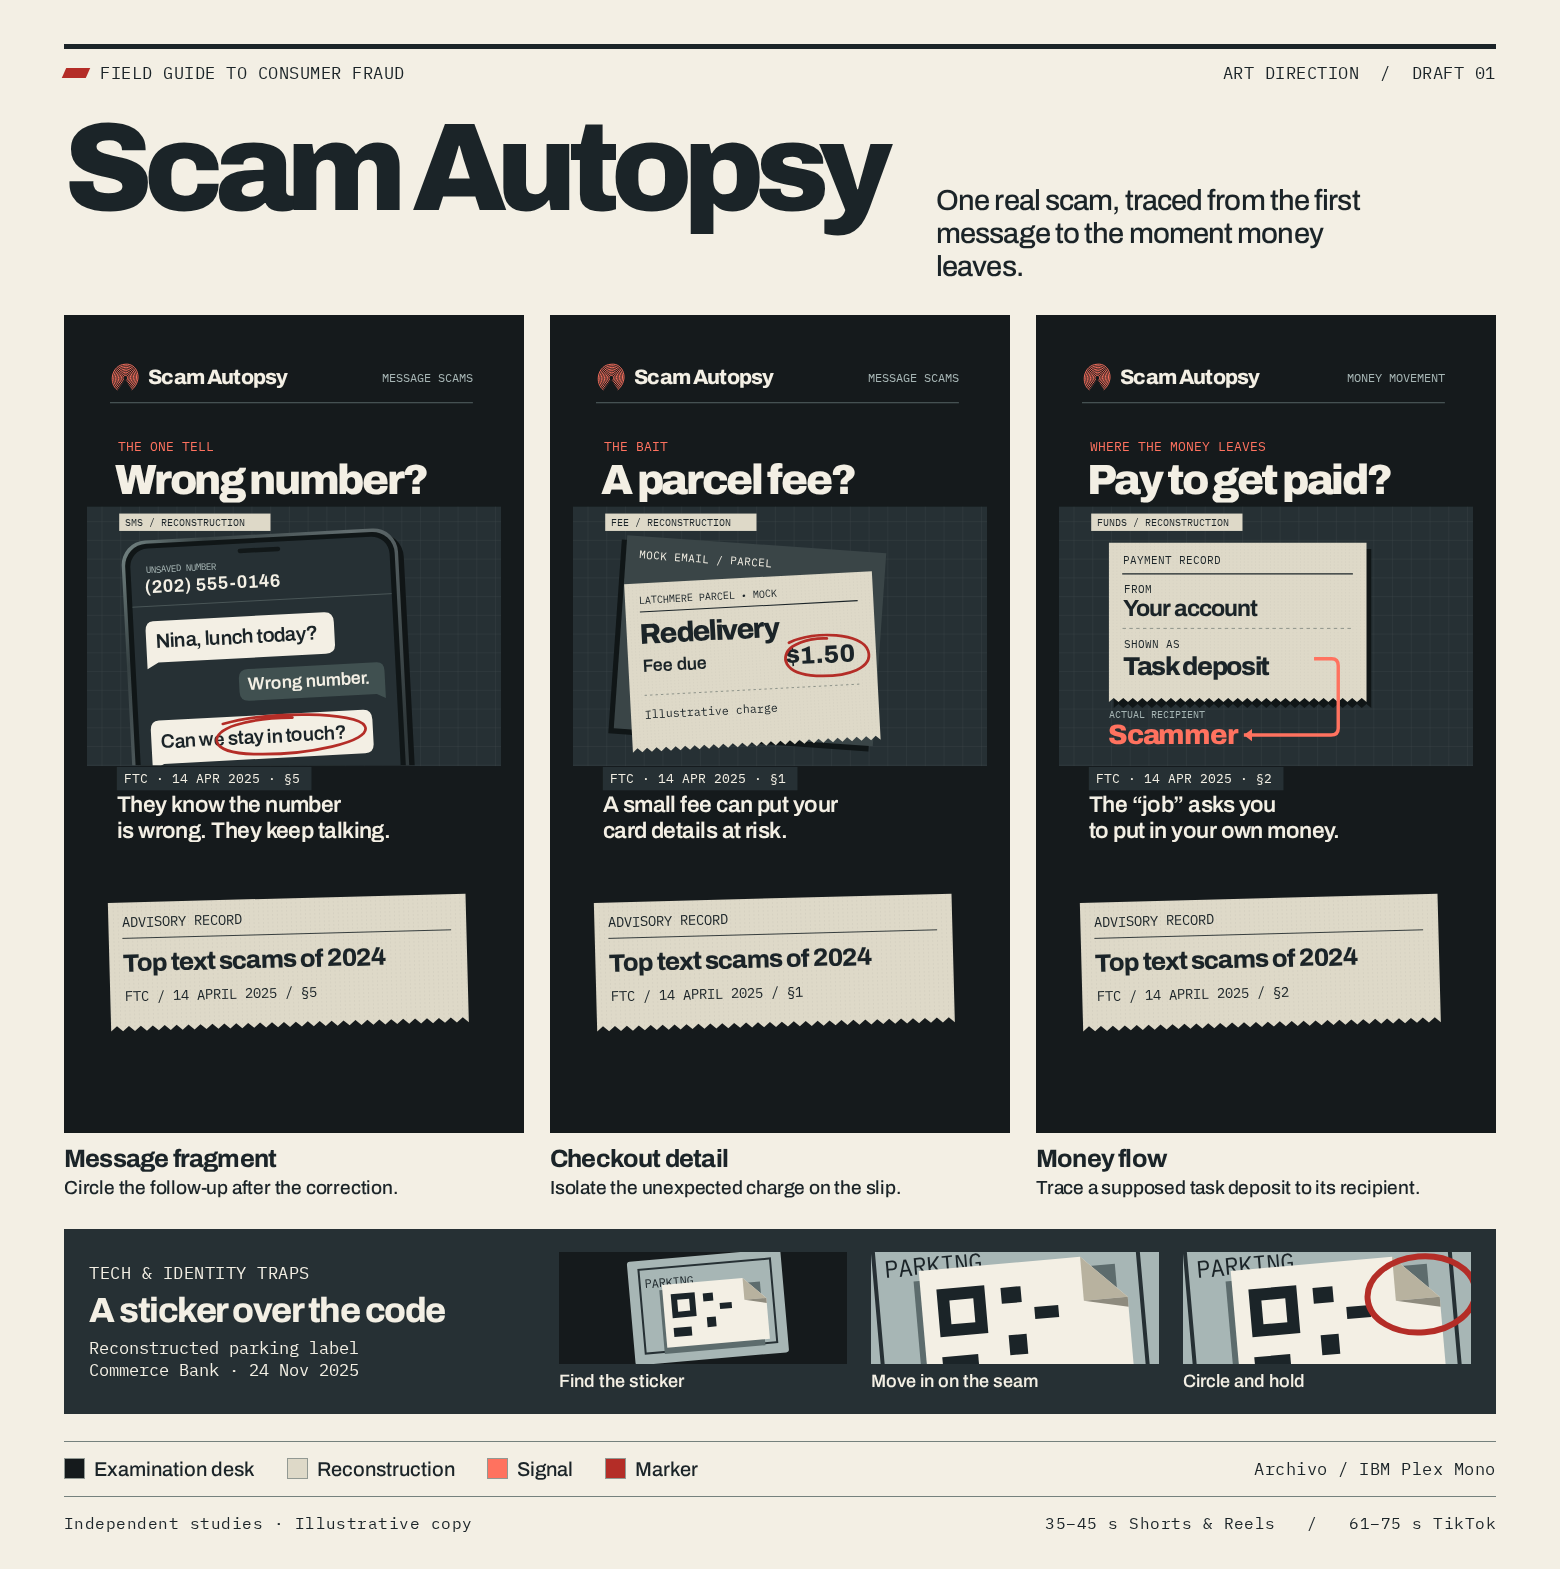 FIELD GUIDE TO CONSUMER FRAUD
ART DIRECTION / DRAFT 01
Scam Autopsy
One real scam, traced from the first
message to the moment money
leaves.
Scam Autopsy
MESSAGE SCAMS
THE ONE TELL
Wrong number?
SMS / RECONSTRUCTION
UNSAVED NUMBER
(202) 555-0146
Nina, lunch today?
Wrong number.
Can we stay in touch?
FTC · 14 APR 2025 · §5
They know the number
is wrong. They keep talking.
ADVISORY RECORD
Top text scams of 2024
FTC / 14 APRIL 2025 / §5
Message fragment
Circle the follow-up after the correction.
Scam Autopsy
MESSAGE SCAMS
THE BAIT
A parcel fee?
FEE / RECONSTRUCTION
MOCK EMAIL / PARCEL
LATCHMERE PARCEL • MOCK
Redelivery
Fee due
$1.50
Illustrative charge
FTC · 14 APR 2025 · §1
A small fee can put your
card details at risk.
ADVISORY RECORD
Top text scams of 2024
FTC / 14 APRIL 2025 / §1
Checkout detail
Isolate the unexpected charge on the slip.
Scam Autopsy
MONEY MOVEMENT
WHERE THE MONEY LEAVES
Pay to get paid?
FUNDS / RECONSTRUCTION
PAYMENT RECORD
FROM
Your account
SHOWN AS
Task deposit
ACTUAL RECIPIENT
Scammer
FTC · 14 APR 2025 · §2
The “job” asks you
to put in your own money.
ADVISORY RECORD
Top text scams of 2024
FTC / 14 APRIL 2025 / §2
Money flow
Trace a supposed task deposit to its recipient.
TECH & IDENTITY TRAPS
A sticker over the code
Reconstructed parking label
Commerce Bank · 24 Nov 2025
PARKING
Find the sticker
PARKING
Move in on the seam
PARKING
Circle and hold
Examination desk
Reconstruction
Signal
Marker
Archivo / IBM Plex Mono
Independent studies · Illustrative copy
35–45 s Shorts & Reels / 61–75 s TikTok